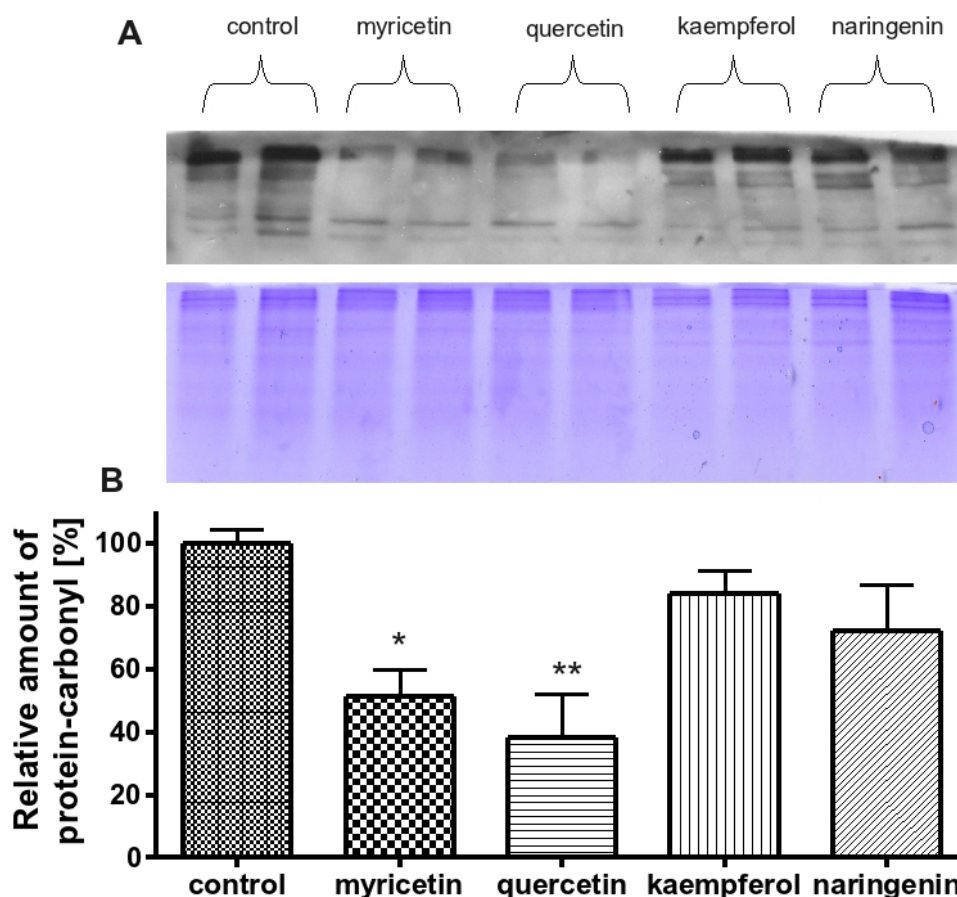 A
control myricetin quercetin kaempferol naringenin
B
Relative amount of
protein-carbonyl [%]
100
80
60
40
20
0
*
**
control myricetin quercetin kaempferol naringenin